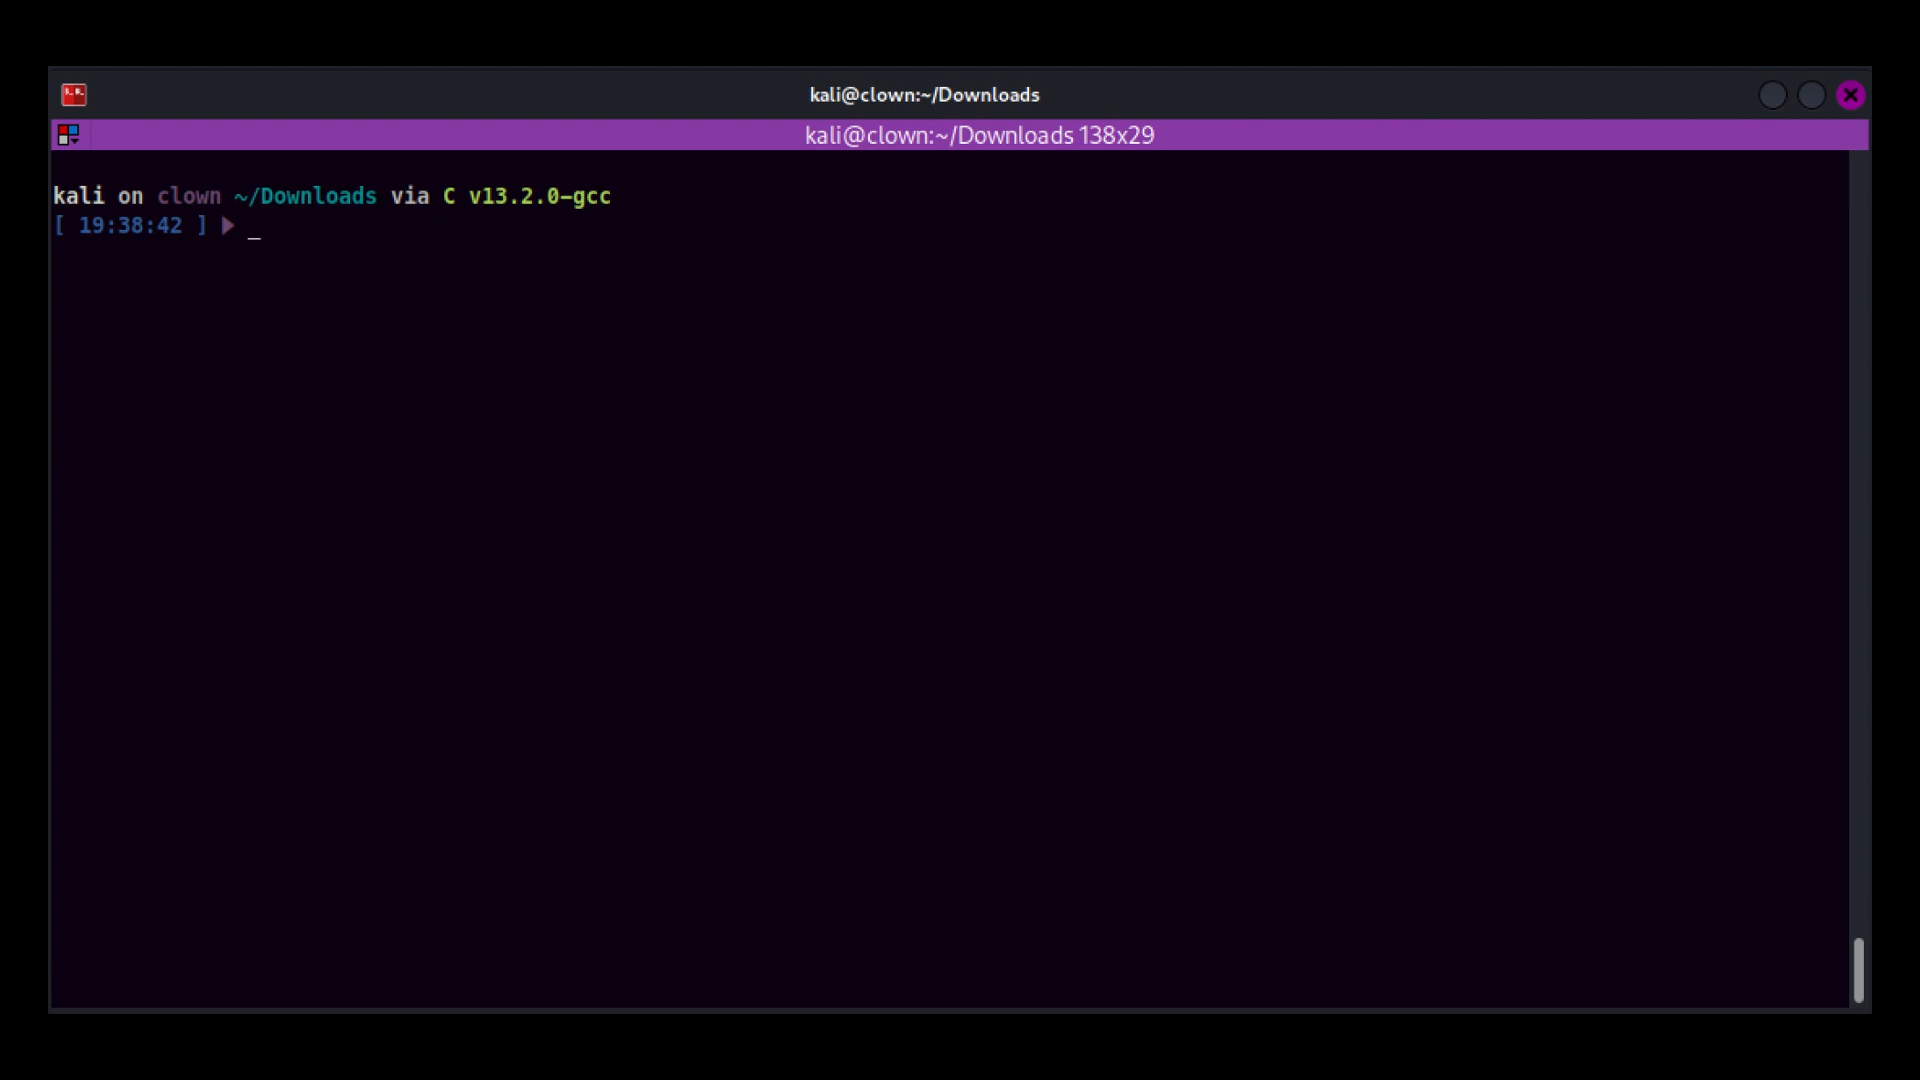 kali@clown:~/Downloads
kali@clown:~/Downloads 138x29
kali on clown ~/Downloads via C v13.2.0-gcc
[ 19:38:42 ] ▶ _